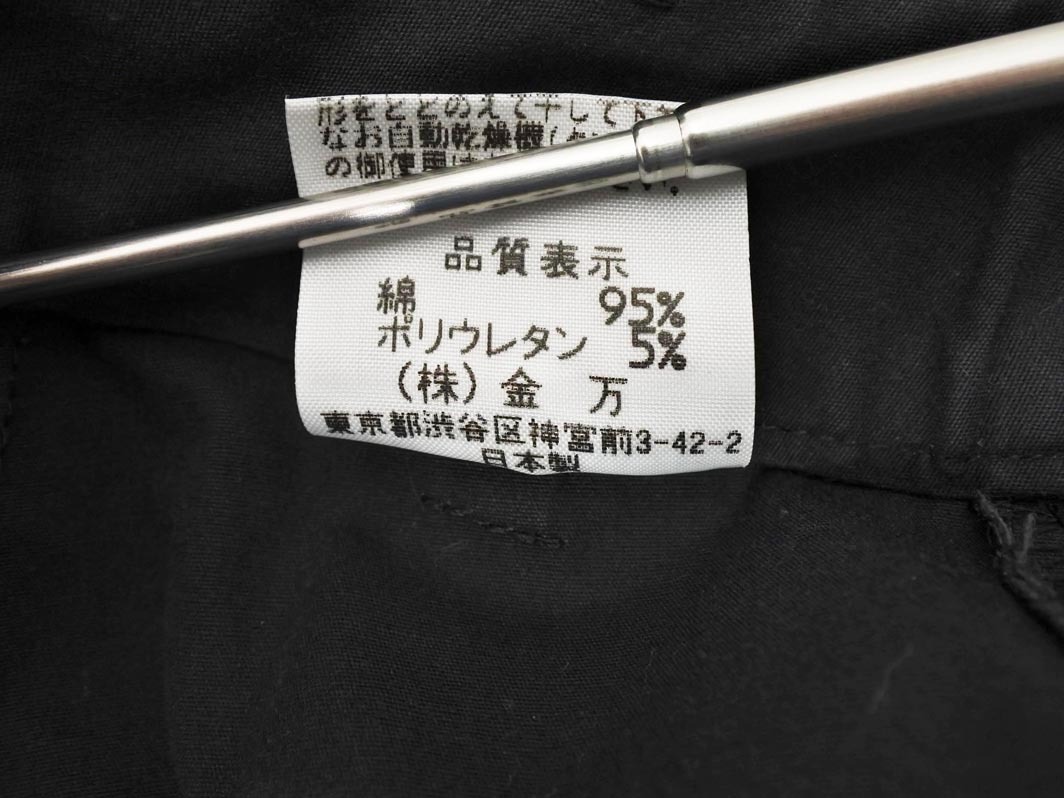 形をととのえて干して下
なお自動乾燥機
の御使用は
品質表示
綿 95%
ポリウレタン 5%
(株)金 万
東京都渋谷区神宮前3-42-2
日本製